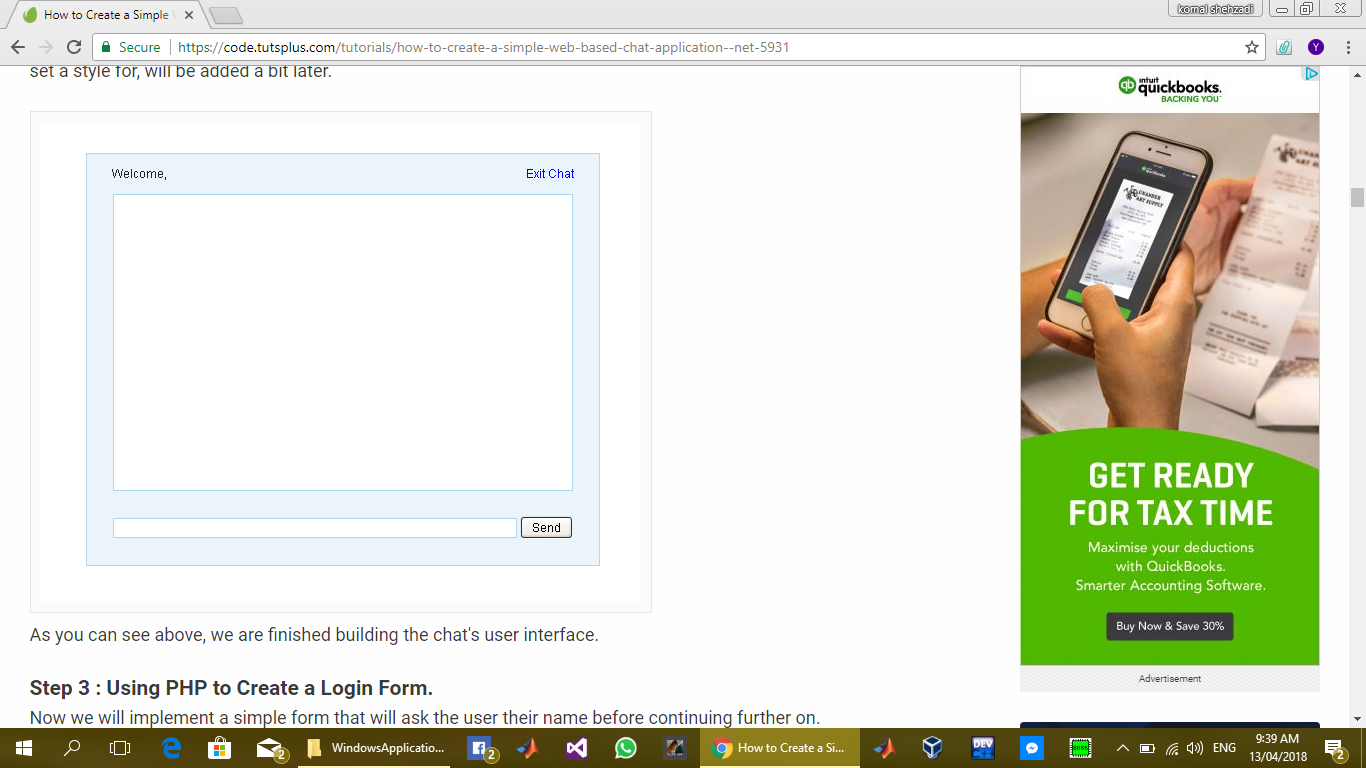 How to Create a Simple
komal shehzadi
Secure
https://code.tutsplus.com/tutorials/how-to-create-a-simple-web-based-chat-application--net-5931
Y
set a style for, will be added a bit later.
Welcome,
Exit Chat
Send
As you can see above, we are finished building the chat's user interface.
Step 3 : Using PHP to Create a Login Form.
Now we will implement a simple form that will ask the user their name before continuing further on.
intuit
quickbooks.
BACKING YOU
GET READY
FOR TAX TIME
Maximise your deductions
with QuickBooks.
Smarter Accounting Software.
Buy Now & Save 30%
Advertisement
2
WindowsApplicatio...
2
How to Create a Si...
DEV
ENG
9:39 AM
13/04/2018
2